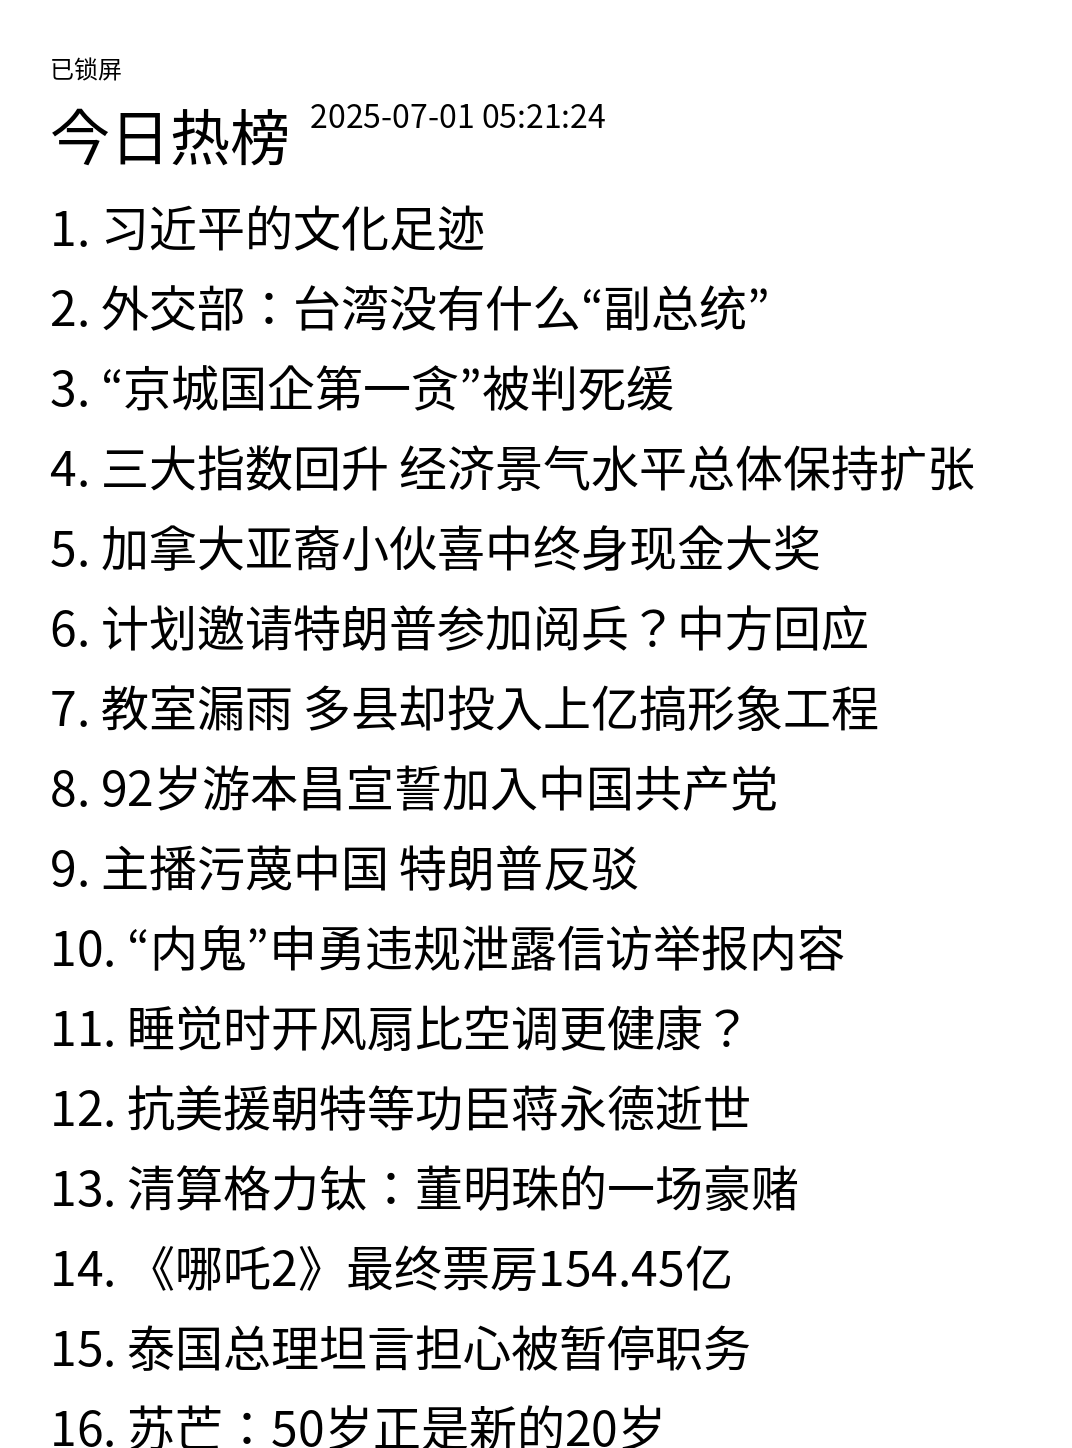 已锁屏
今日热榜 2025-07-01 05:21:24
1. 习近平的文化足迹
2. 外交部：台湾没有什么“副总统”
3. “京城国企第一贪”被判死缓
4. 三大指数回升 经济景气水平总体保持扩张
5. 加拿大亚裔小伙喜中终身现金大奖
6. 计划邀请特朗普参加阅兵？中方回应
7. 教室漏雨 多县却投入上亿搞形象工程
8. 92岁游本昌宣誓加入中国共产党
9. 主播污蔑中国 特朗普反驳
10. “内鬼”申勇违规泄露信访举报内容
11. 睡觉时开风扇比空调更健康？
12. 抗美援朝特等功臣蒋永德逝世
13. 清算格力钛：董明珠的一场豪赌
14. 《哪吒2》最终票房154.45亿
15. 泰国总理坦言担心被暂停职务
16. 苏芒：50岁正是新的20岁